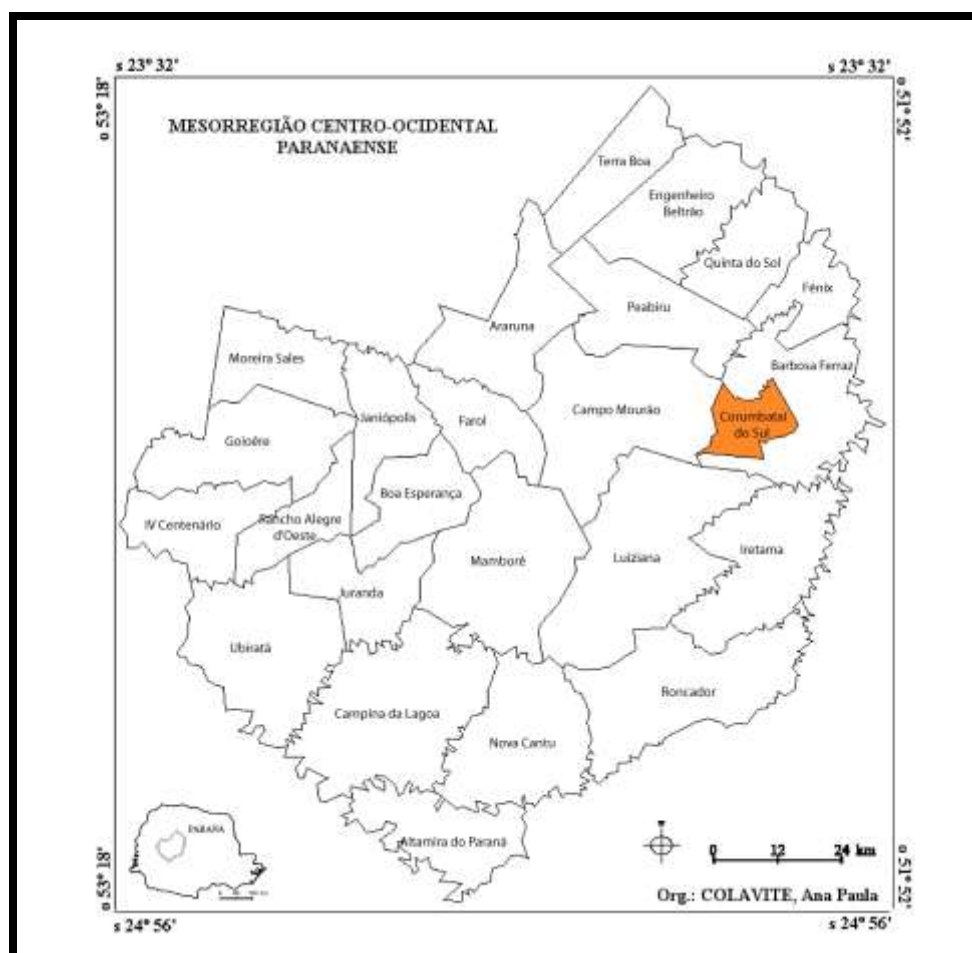 s 23° 32'
s 23° 32'
o 53° 18'
o 51° 52'
MESORREGIÃO CENTRO-OCIDENTAL
PARANAENSE
Terra Boa
Engenheiro
Beltrão
Quinta do Sol
Fênix
Peabiru
Araruna
Moreira Sales
Barbosa Ferraz
Janiópolis
Farol
Campo Mourão
Corumbataí
do Sul
Goioêre
Boa Esperança
IV Centenário
Rancho Alegre
d'Oeste
Mamborê
Luiziana
Iretama
Juranda
Ubiratã
Roncador
Campina da Lagoa
Nova Cantu
PARANÁ
Altamira do Paraná
0 12 24 km
o 53° 18'
o 51° 52'
Org.: COLAVITE, Ana Paula
s 24° 56'
s 24° 56'